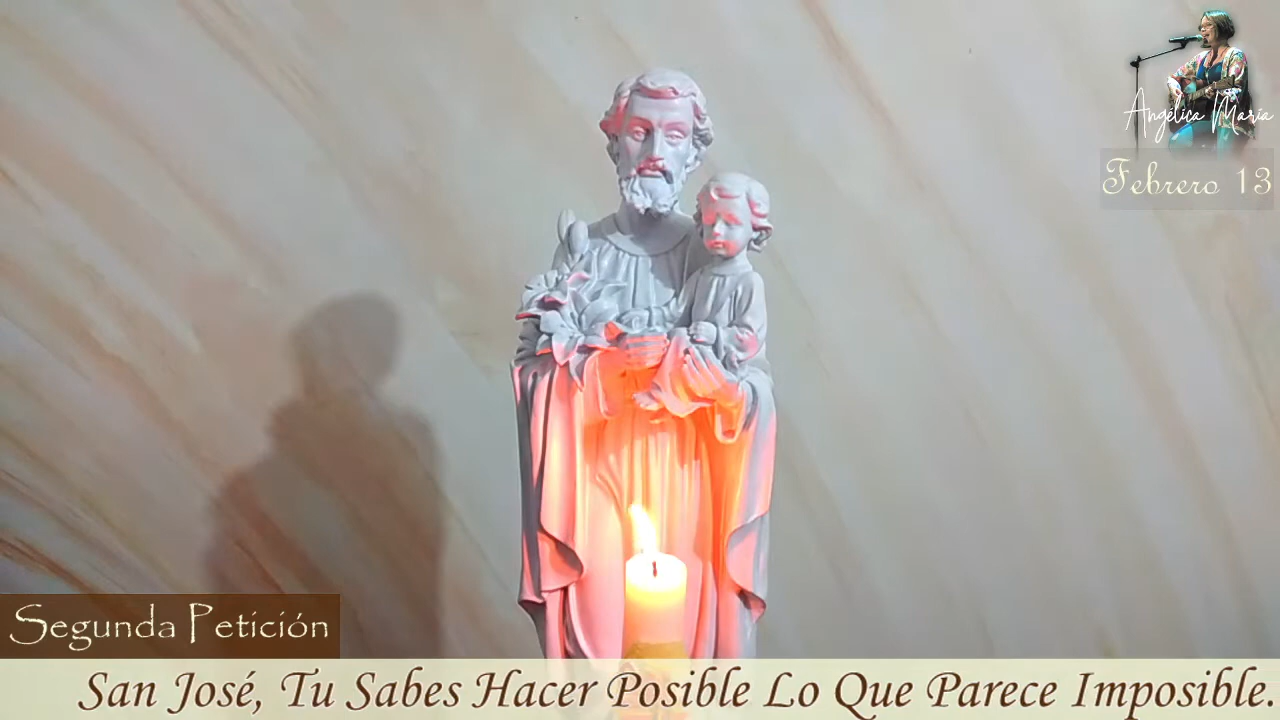 Angélica María
Febrero 13
Segunda Petición
San José, Tu Sabes Hacer Posible Lo Que Parece Imposible.